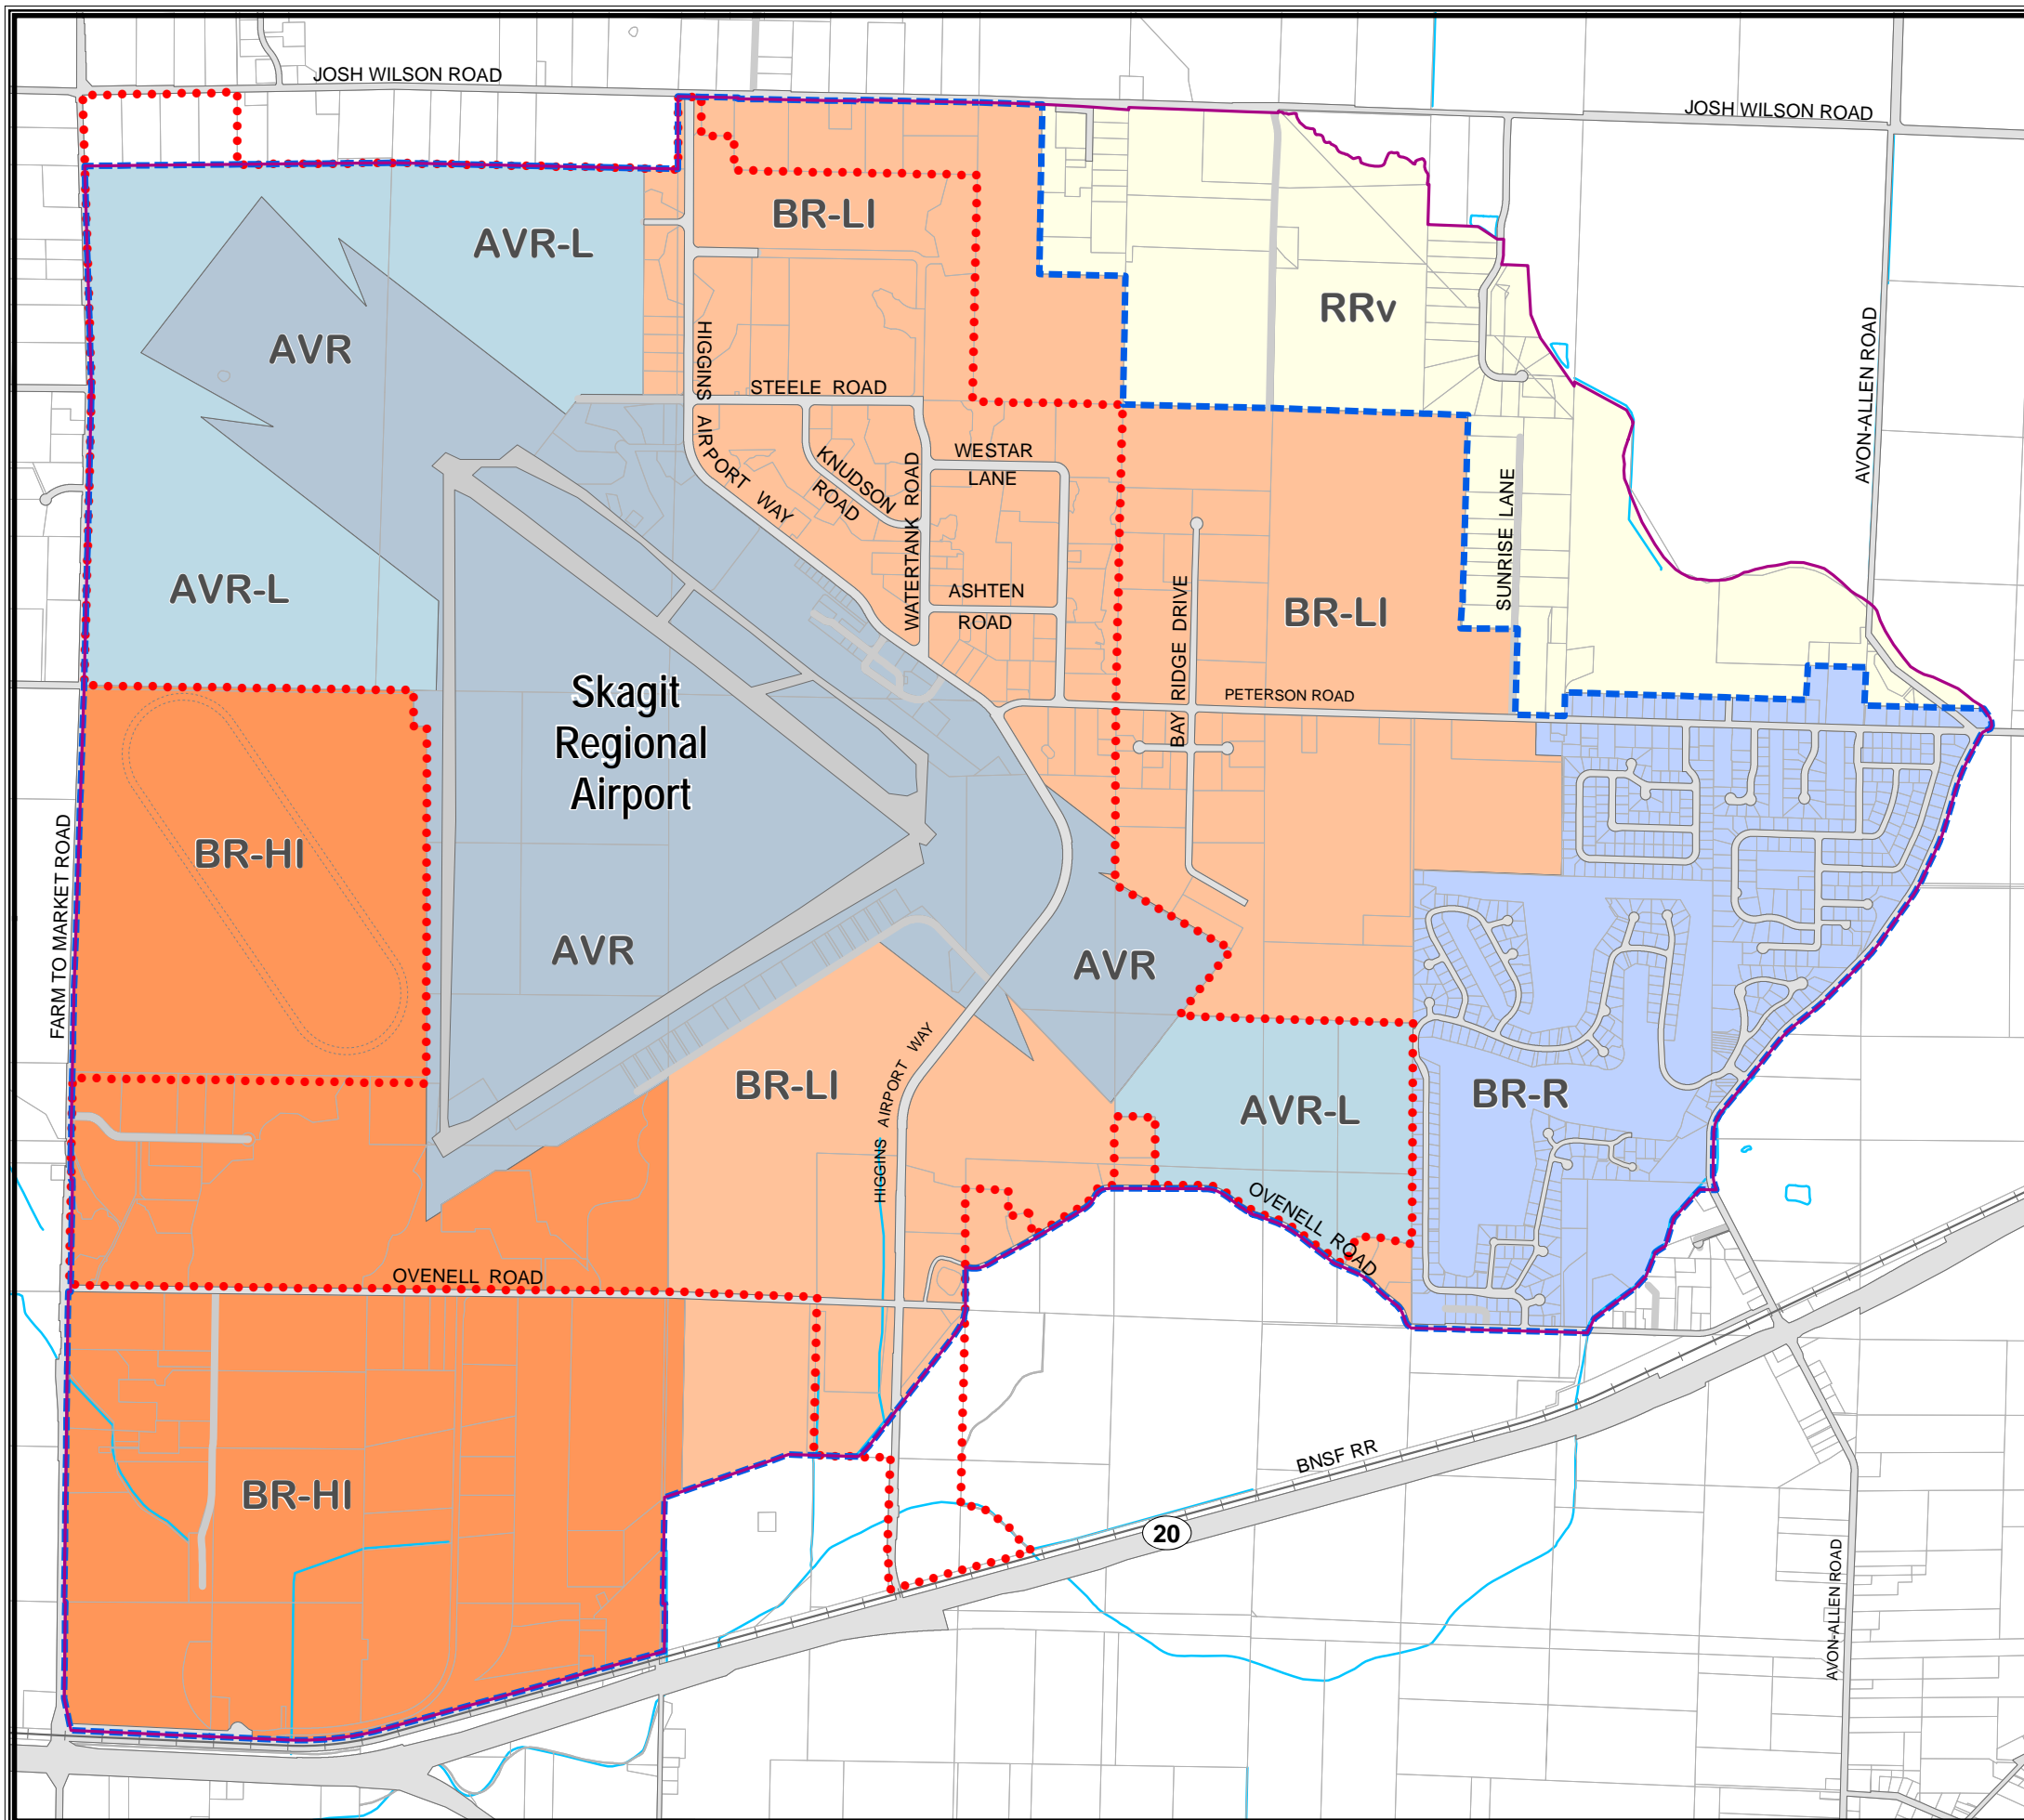 JOSH WILSON ROAD
JOSH WILSON ROAD
BR-LI
AVR-L
RRv
AVR
HIGGINS AIRPORT WAY
STEELE ROAD
AVON-ALLEN ROAD
KNUDSON
ROAD
WESTAR
LANE
WATERTANK ROAD
SUNRISE LANE
AVR-L
ASHTEN
ROAD
BR-LI
BAY RIDGE DRIVE
Skagit
Regional
Airport
PETERSON ROAD
BR-HI
FARM TO MARKET ROAD
AVR
AVR
BR-LI
HIGGINS AIRPORT WAY
AVR-L
BR-R
OVENELL ROAD
OVENELL ROAD
BR-HI
BNSF RR
20
AVON-ALLEN ROAD